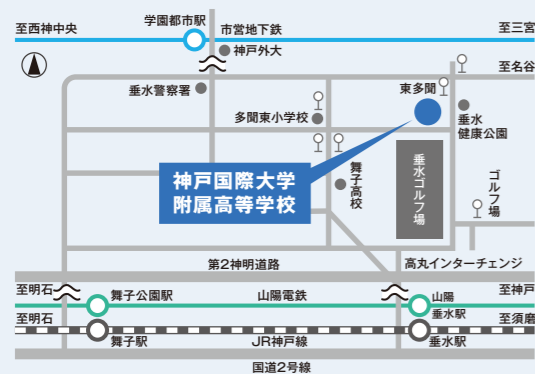 学園都市駅
至西神中央
市営地下鉄
至三宮
神戸外大
至名谷
垂水警察署
東多聞
多聞東小学校
垂水
健康公園
神戸国際大学
附属高等学校
舞子高校
垂水ゴルフ場
ゴルフ場
第2神明道路
高丸インターチェンジ
至明石
舞子公園駅
山陽電鉄
山陽
垂水駅
至神戸
至明石
至須磨
舞子駅
JR神戸線
垂水駅
国道2号線